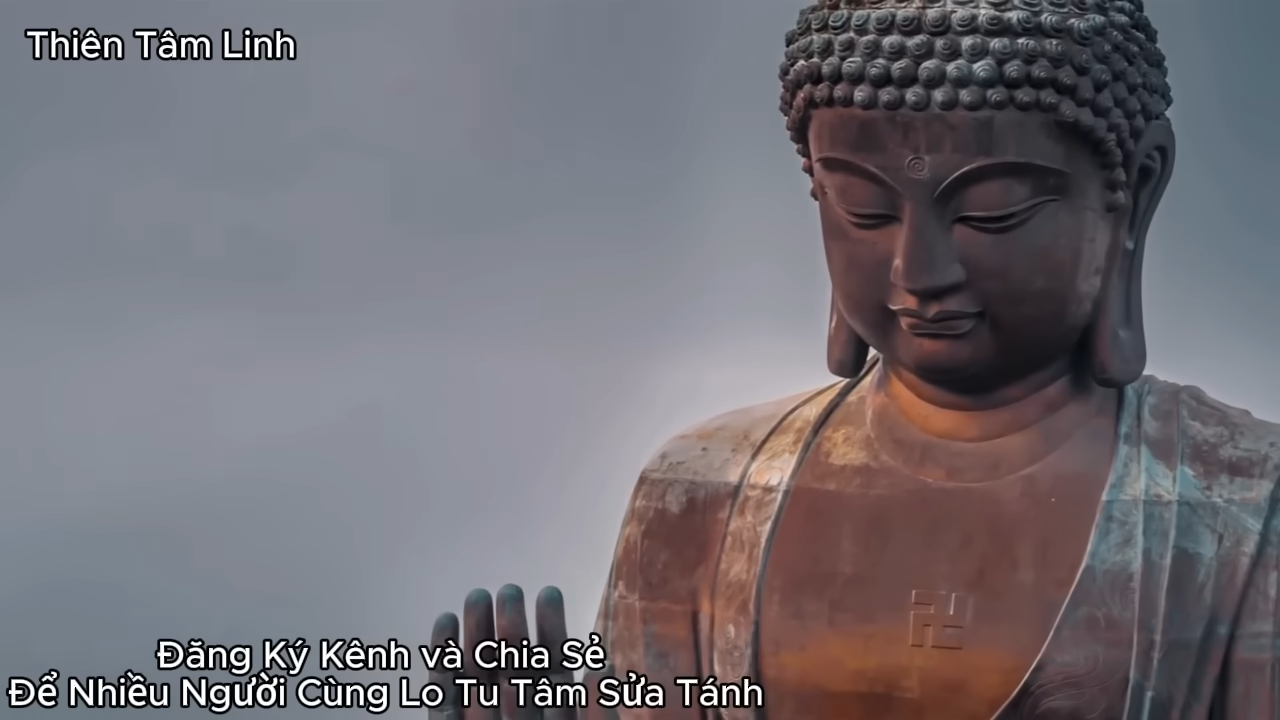 Thiên Tâm Linh
Đăng Ký Kênh và Chia Sẻ
Để Nhiều Người Cùng Lo Tu Tâm Sửa Tánh